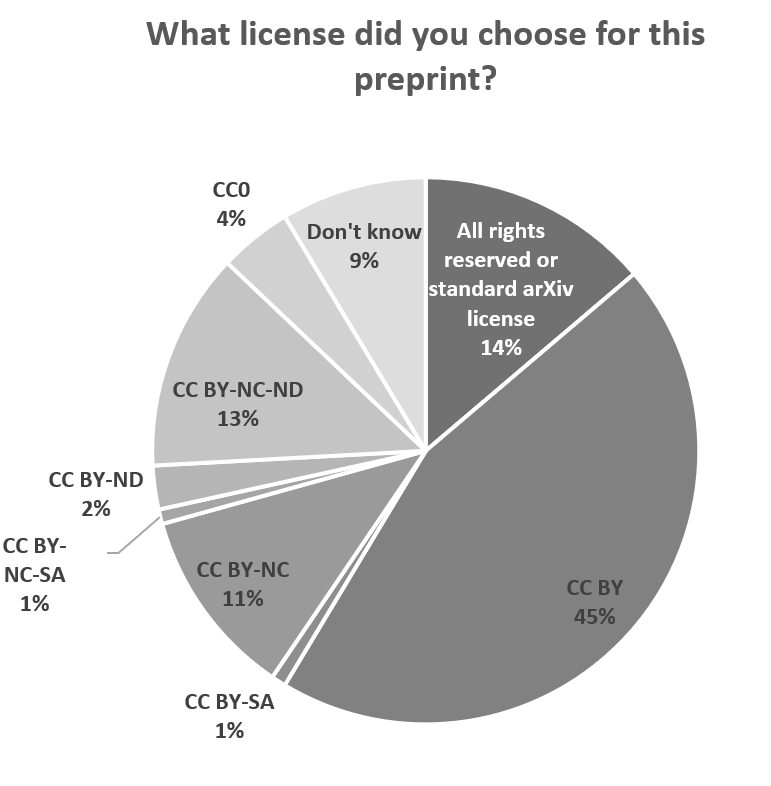 What license did you choose for this
preprint?
CC0
4%
Don't know
9%
All rights
reserved or
standard arXiv
license
14%
CC BY-NC-ND
13%
CC BY-ND
2%
CC BY-
NC-SA
1%
CC BY-NC
11%
CC BY
45%
CC BY-SA
1%